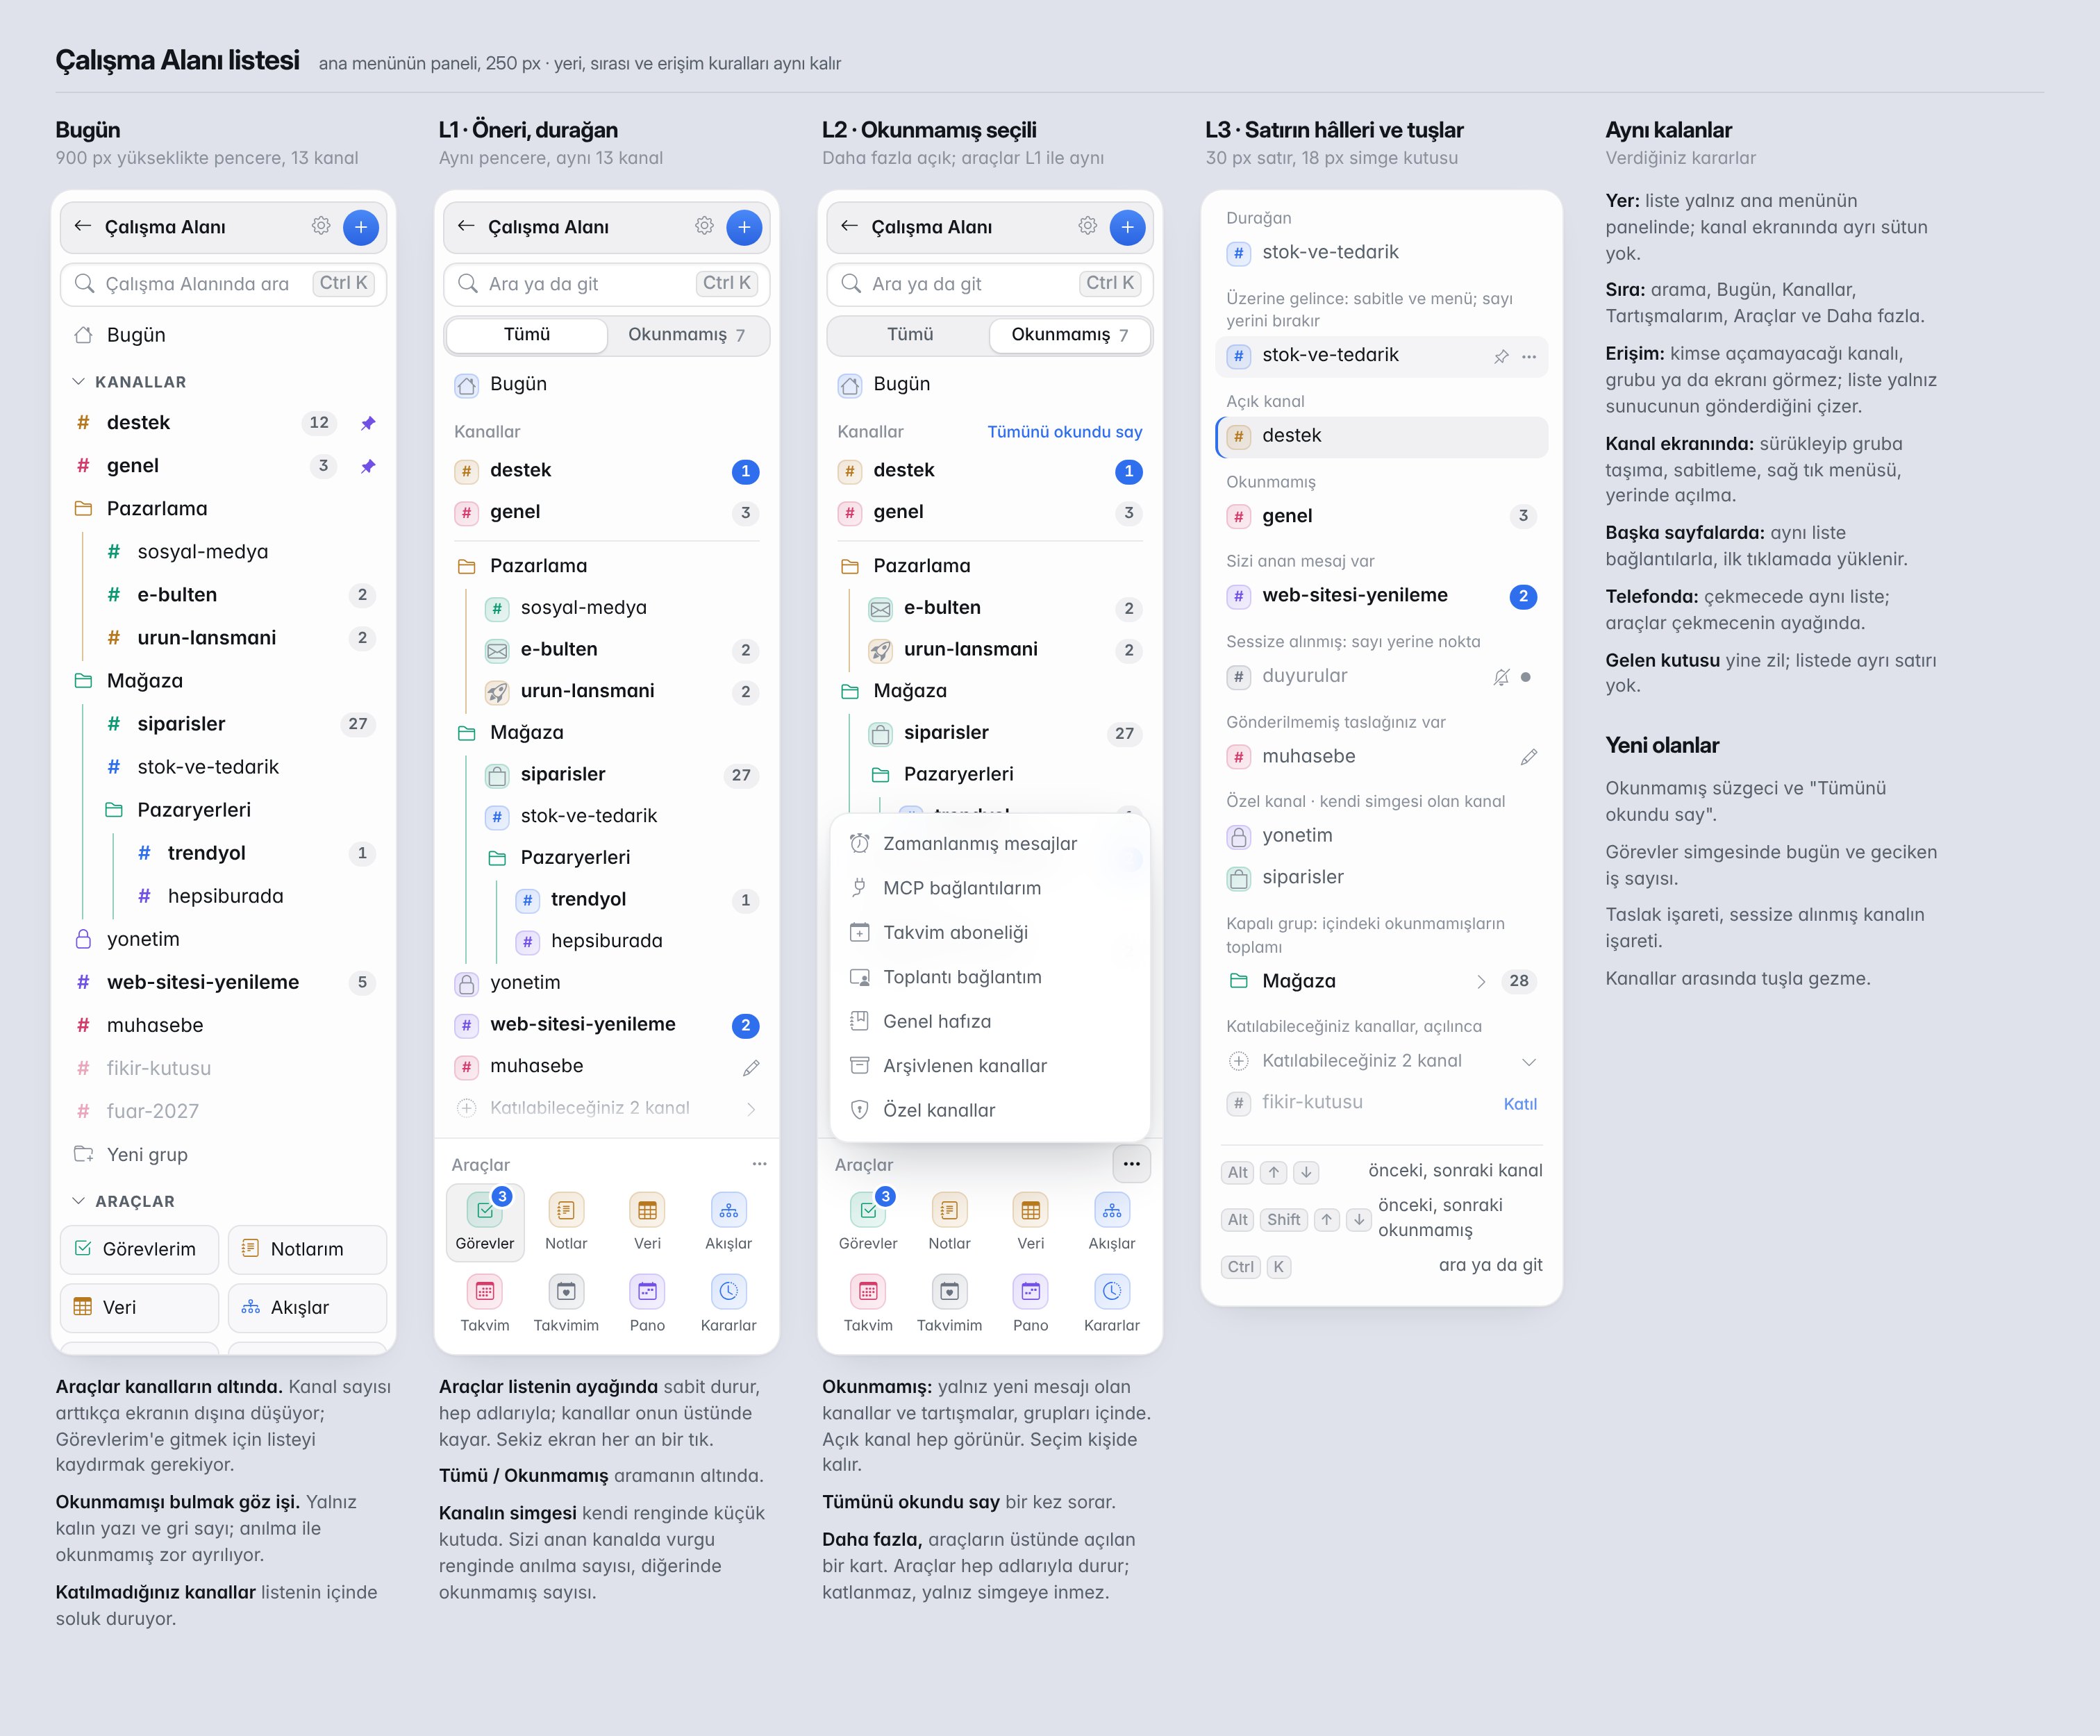 Çalışma Alanı listesi ana menünün paneli, 250 px · yeri, sırası ve erişim kuralları aynı kalır
Bugün
900 px yükseklikte pencere, 13 kanal
Çalışma Alanı
Çalışma Alanında ara Ctrl K
Bugün
KANALLAR
# destek 12
# genel 3
Pazarlama
# sosyal-medya
# e-bulten 2
# urun-lansmani 2
Mağaza
# siparisler 27
# stok-ve-tedarik
Pazaryerleri
# trendyol 1
# hepsiburada
yonetim
# web-sitesi-yenileme 5
# muhasebe
# fikir-kutusu
# fuar-2027
Yeni grup
ARAÇLAR
Görevlerim Notlarım
Veri Akışlar
Araçlar kanalların altında. Kanal sayısı
arttıkça ekranın dışına düşüyor;
Görevlerim'e gitmek için listeyi
kaydırmak gerekiyor.
Okunmamışı bulmak göz işi. Yalnız
kalın yazı ve gri sayı; anılma ile
okunmamış zor ayrılıyor.
Katılmadığınız kanallar listenin içinde
soluk duruyor.
L1 · Öneri, durağan
Aynı pencere, aynı 13 kanal
Çalışma Alanı
Ara ya da git Ctrl K
Tümü Okunmamış 7
Bugün
Kanallar
# destek 1
# genel 3
Pazarlama
# sosyal-medya
e-bulten 2
urun-lansmani 2
Mağaza
siparisler 27
# stok-ve-tedarik
Pazaryerleri
# trendyol 1
# hepsiburada
yonetim
# web-sitesi-yenileme 2
# muhasebe
Katılabileceğiniz 2 kanal
Araçlar
3
Görevler Notlar Veri Akışlar
Takvim Takvimim Pano Kararlar
Araçlar listenin ayağında sabit durur,
hep adlarıyla; kanallar onun üstünde
kayar. Sekiz ekran her an bir tık.
Tümü / Okunmamış aramanın altında.
Kanalın simgesi kendi renginde küçük
kutuda. Sizi anan kanalda vurgu
renginde anılma sayısı, diğerinde
okunmamış sayısı.
L2 · Okunmamış seçili
Daha fazla açık; araçlar L1 ile aynı
Çalışma Alanı
Ara ya da git Ctrl K
Tümü Okunmamış 7
Bugün
Kanallar Tümünü okundu say
# destek 1
# genel 3
Pazarlama
e-bulten 2
urun-lansmani 2
Mağaza
siparisler 27
Pazaryerleri
trendyol
Zamanlanmış mesajlar
MCP bağlantılarım
Takvim aboneliği
Toplantı bağlantım
Genel hafıza
Arşivlenen kanallar
Özel kanallar
Araçlar
3
Görevler Notlar Veri Akışlar
Takvim Takvimim Pano Kararlar
Okunmamış: yalnız yeni mesajı olan
kanallar ve tartışmalar, grupları içinde.
Açık kanal hep görünür. Seçim kişide
kalır.
Tümünü okundu say bir kez sorar.
Daha fazla, araçların üstünde açılan
bir kart. Araçlar hep adlarıyla durur;
katlanmaz, yalnız simgeye inmez.
L3 · Satırın hâlleri ve tuşlar
30 px satır, 18 px simge kutusu
Durağan
# stok-ve-tedarik
Üzerine gelince: sabitle ve menü; sayı
yerini bırakır
# stok-ve-tedarik
Açık kanal
# destek
Okunmamış
# genel 3
Sizi anan mesaj var
# web-sitesi-yenileme 2
Sessize alınmış: sayı yerine nokta
# duyurular
Gönderilmemiş taslağınız var
# muhasebe
Özel kanal · kendi simgesi olan kanal
yonetim
siparisler
Kapalı grup: içindeki okunmamışların
toplamı
Mağaza 28
Katılabileceğiniz kanallar, açılınca
Katılabileceğiniz 2 kanal
# fikir-kutusu Katıl
Alt ↑ ↓ önceki, sonraki kanal
Alt Shift ↑ ↓ önceki, sonraki
okunmamış
Ctrl K ara ya da git
Aynı kalanlar
Verdiğiniz kararlar
Yer: liste yalnız ana menünün
panelinde; kanal ekranında ayrı sütun
yok.
Sıra: arama, Bugün, Kanallar,
Tartışmalarım, Araçlar ve Daha fazla.
Erişim: kimse açamayacağı kanalı,
grubu ya da ekranı görmez; liste yalnız
sunucunun gönderdiğini çizer.
Kanal ekranında: sürükleyip gruba
taşıma, sabitleme, sağ tık menüsü,
yerinde açılma.
Başka sayfalarda: aynı liste
bağlantılarla, ilk tıklamada yüklenir.
Telefonda: çekmecede aynı liste;
araçlar çekmecenin ayağında.
Gelen kutusu yine zil; listede ayrı satırı
yok.
Yeni olanlar
Okunmamış süzgeci ve "Tümünü
okundu say".
Görevler simgesinde bugün ve geciken
iş sayısı.
Taslak işareti, sessize alınmış kanalın
işareti.
Kanallar arasında tuşla gezme.